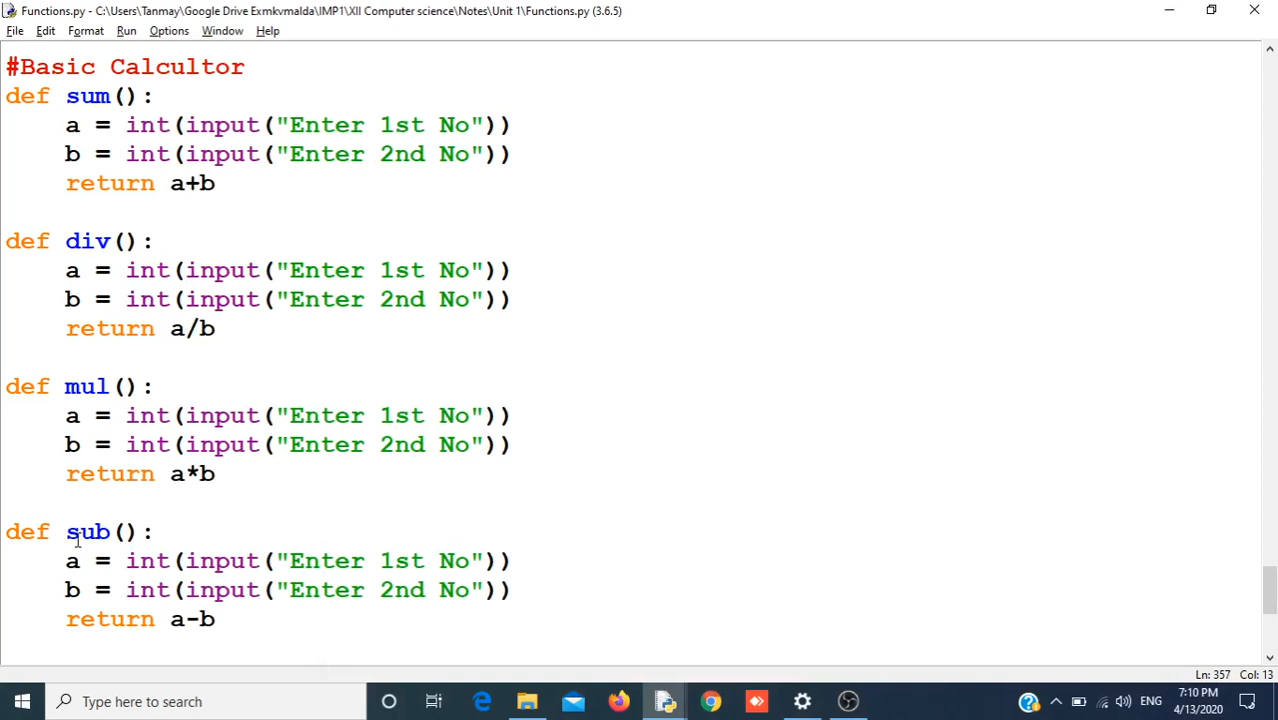 Functions.py - C:\Users\Tanmay\Google Drive Exmkvmalda\IMP1\XII Computer science\Notes\Unit 1\Functions.py (3.6.5)
File Edit Format Run Options Window Help
#Basic Calcultor
def sum():
    a = int(input("Enter 1st No"))
    b = int(input("Enter 2nd No"))
    return a+b
def div():
    a = int(input("Enter 1st No"))
    b = int(input("Enter 2nd No"))
    return a/b
def mul():
    a = int(input("Enter 1st No"))
    b = int(input("Enter 2nd No"))
    return a*b
def sub():
    a = int(input("Enter 1st No"))
    b = int(input("Enter 2nd No"))
    return a-b
Ln: 357 Col: 13
Type here to search
ENG
7:10 PM
4/13/2020